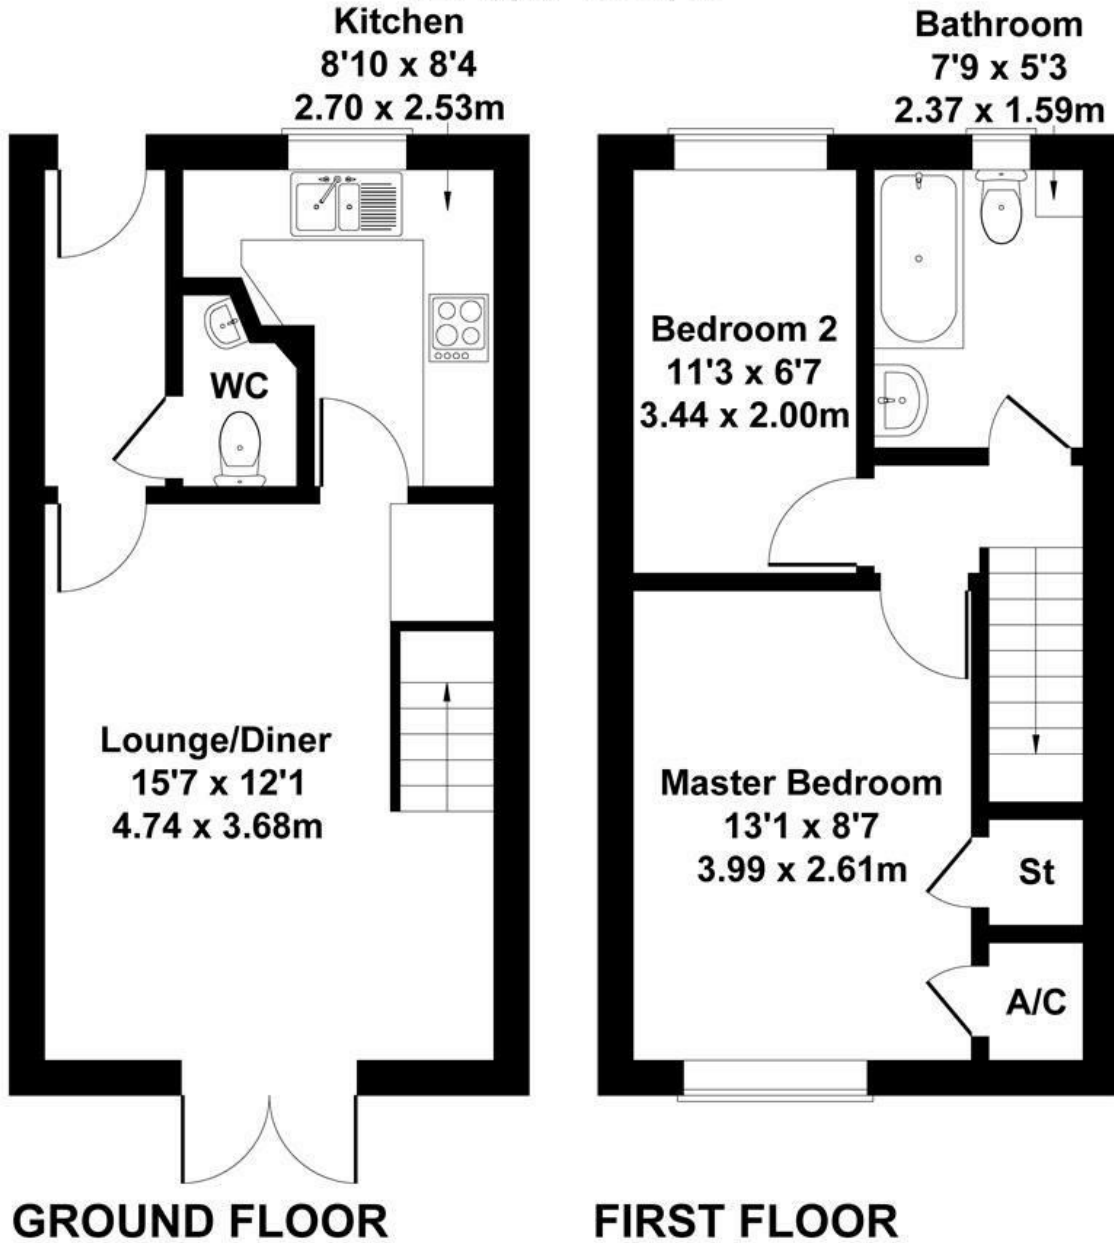 Kitchen
8'10 x 8'4
2.70 x 2.53m
Bathroom
7'9 x 5'3
2.37 x 1.59m
WC
Bedroom 2
11'3 x 6'7
3.44 x 2.00m
Lounge/Diner
15'7 x 12'1
4.74 x 3.68m
Master Bedroom
13'1 x 8'7
3.99 x 2.61m
St
A/C
GROUND FLOOR
FIRST FLOOR